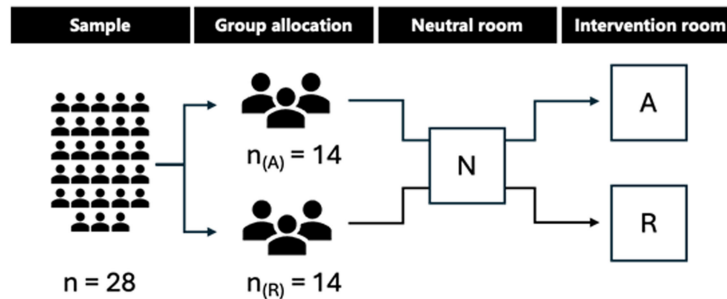 Sample
Group allocation
Neutral room
Intervention room
n = 28
n(A) = 14
n(R) = 14
N
A
R